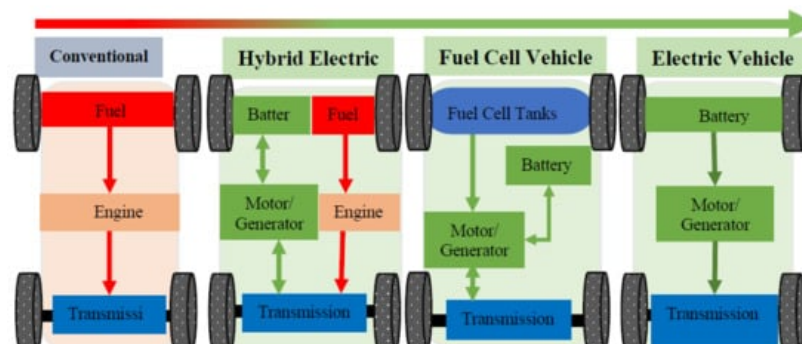 Conventional
Fuel
Engine
Transmissi
Hybrid Electric
Batter
Fuel
Motor/
Generator
Engine
Transmission
Fuel Cell Vehicle
Fuel Cell Tanks
Battery
Motor/
Generator
Transmission
Electric Vehicle
Battery
Motor/
Generator
Transmission